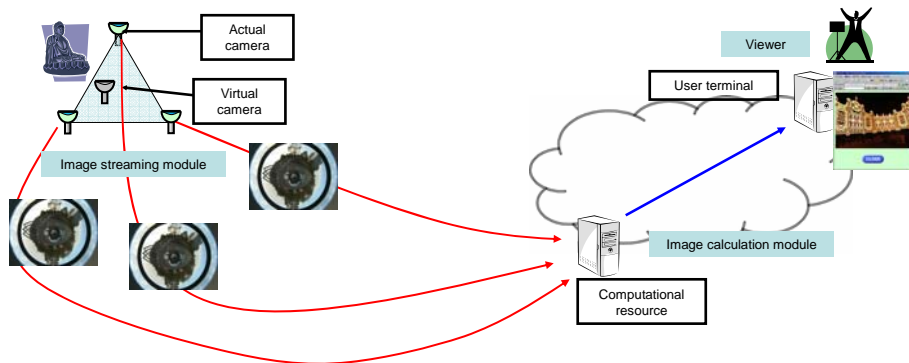 Actual
camera
Viewer
Virtual
camera
User terminal
Image streaming module
Image calculation module
Computational
resource